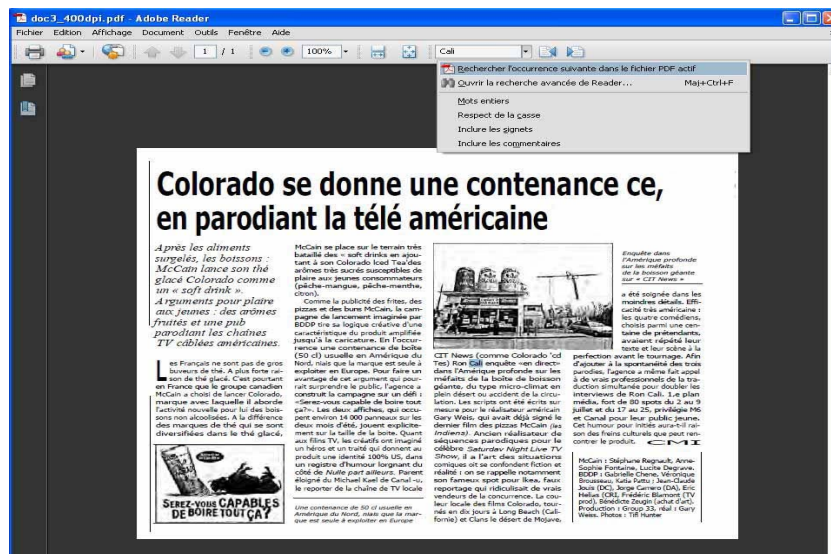 doc3_400dpi.pdf - Adobe Reader
Fichier Edition Affichage Document Outils Fenêtre Aide
1 / 1 100% Cali
Rechercher l'occurrence suivante dans le fichier PDF actif
Ouvrir la recherche avancée de Reader... Maj+Ctrl+F
Mots entiers
Respect de la casse
Inclure les signets
Inclure les commentaires
Colorado se donne une contenance ce,
en parodiant la télé américaine
Après les aliments
surgelés, les boissons :
McCain lance son thé
glacé Colorado comme
un « soft drink ».
Arguments pour plaire
aux jeunes : des arômes
fruités et une pub
parodiant les chaînes
TV câblées américaines.
Les Français ne sont pas de gros
buveurs de thé. A plus forte rai-
son de thé glacé. C'est pourtant
en France que le groupe canadien
McCain a choisi de lancer Colorado,
marque avec laquelle il aborde
l'activité nouvelle pour lui des bois-
sons non alcoolisées. A la différence
des marques de thé qui se sont
diversifiées dans le thé glacé,
SEREZ-VOUS CAPABLES
DE BOIRE TOUT ÇA?
McCain se place sur le terrain très
bataillé des « soft drinks en ajou-
tant à son Colorado Iced Tea'des
arômes très sucrés susceptibles de
plaire aux jeunes consommateurs
(pêche-mangue, pêche-menthe,
citron).
Comme la publicité des frites, des
pizzas et des buns McCain, la cam-
pagne de lancement imaginée par
BDDP tire sa logique créative d'une
caractéristique du produit amplifiée
jusqu'à la caricature. En l'occur-
rence une contenance de boîte
(50 cl) usuelle en Amérique du
Nord, niais que la marque est seule à
exploiter en Europe. Pour faire un
avantage de cet argument qui pour-
rait surprendre le public, l'agence a
construit la campagne sur un défi :
«Serez-vous capable de boire tout
ça?». Les deux affiches, qui occu-
pent environ 14 000 panneaux sur les
deux mois d'été, jouent explicite-
ment sur la taille de la boite. Quant
aux films TV, les créatifs ont imaginé
un héros et un traité qui donnent au
produit une identité 100% US, dans
un registre d'humour lorgnant du
côté de Nulle part ailleurs. Parent
éloigné du Michael Kael de Canal -u,
le reporter de la chaîne de TV locale
Une contenance de 50 cl usuelle en
Amérique du Nord, niais que la mar-
que est seule à exploiter en Europe
CIT News (comme Colorado 'cd
Tes) Ron Cali enquête «en direct»
dans l'Amérique profonde sur les
méfaits de la boîte de boisson
géante, du type micro-climat en
plein désert ou accident de la circu-
lation. Les scripts ont été écrits sur
mesure pour le réalisateur américain
Gary Weis, qui avait déjà signé le
dernier film des pizzas McCain (las
Indiens). Ancien réalisateur de
séquences parodiques pour le
célèbre Saturdav Night Live TV
Show, il a l'art des situations
comiques oit se confondent fiction et
réalité : on se rappelle notamment
son fameux spot pour Ikea, faux
reportage qui ridiculisait de vrais
vendeurs de la concurrence. La cou-
leur locale des films Colorado, tour-
nés en dix jours à Long Beach (Cali-
fornie) et Clans le désert de Mojave,
Enquête dans
l'Amérique profonde
sur les méfaits
de la boisson géante
sur « CIT News »
a été soignée dans les
moindres détails. Effi-
cacité très américaine :
les quatre comédiens,
choisis parmi une cen-
taine de prétendants,
avaient répété leur
texte et leur scène à la
perfection avant le tournage. Afin
d'ajouter à la spontanéité des trois
parodies, l'agence a même fait appel
à de vrais professionnels de la tra-
duction simultanée pour doubler les
interviews de Ron Cali. 1.e plan
média, fort de 80 spots du 2 au 9
juillet et du 17 au 25, privilégie M6
et Canal pour leur public jeune.
Cet humour pour initiés aura-t-il rai-
son des freins culturels que peut ren-
contrer le produit. CMI
McCain : Stéphane Regnault, Anne-
Sophie Fontaine, Lucite Degrave.
BDDP : Gabrielle Chene, Véronique
Brousseau, Katia Pattu ; Jean-Claude
Jouis (DC), Jorge Carrero (DA), Eric
Helias (CRI, Frédéric Blamont (TV
prod), Bénédicte Zeugin (achat d'art).
Production : Group 33, réal : Gary
Weiss. Photos : Tifl Hunter